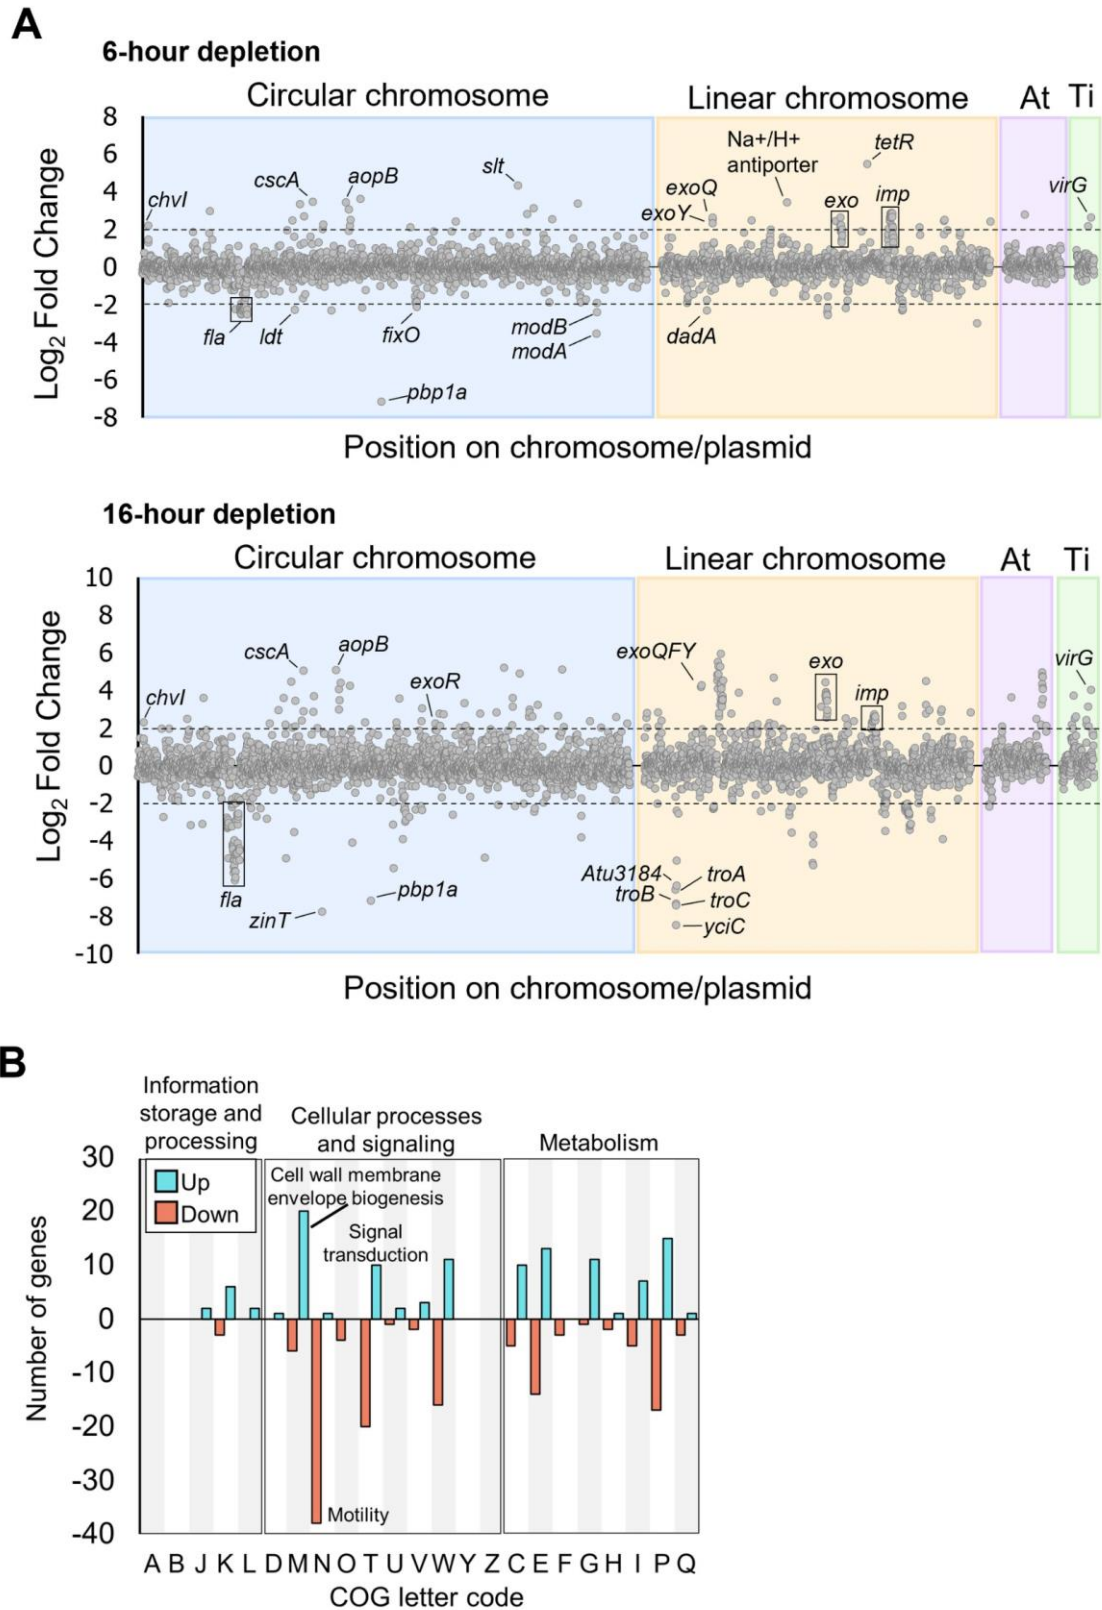 A
6-hour depletion
Circular chromosome
Linear chromosome
At
Ti
8
6
4
2
0
-2
-4
-6
-8
Log2 Fold Change
chvI
cscA
aopB
slt
Na+/H+
antiporter
tetR
exoQ
exoY
exo
imp
virG
fla
ldt
fixO
modB
modA
dadA
pbp1a
Position on chromosome/plasmid
16-hour depletion
Circular chromosome
Linear chromosome
At
Ti
10
8
6
4
2
0
-2
-4
-6
-8
-10
Log2 Fold Change
chvI
cscA
aopB
exoR
exoQFY
exo
imp
virG
fla
zinT
pbp1a
Atu3184
troA
troB
troC
yciC
Position on chromosome/plasmid
B
Information
storage and
processing
Cellular processes
and signaling
Metabolism
30
20
10
0
-10
-20
-30
-40
Number of genes
Up
Down
Cell wall membrane
envelope biogenesis
Signal
transduction
Motility
A B J K L D M N O T U V W Y Z C E F G H I P Q
COG letter code